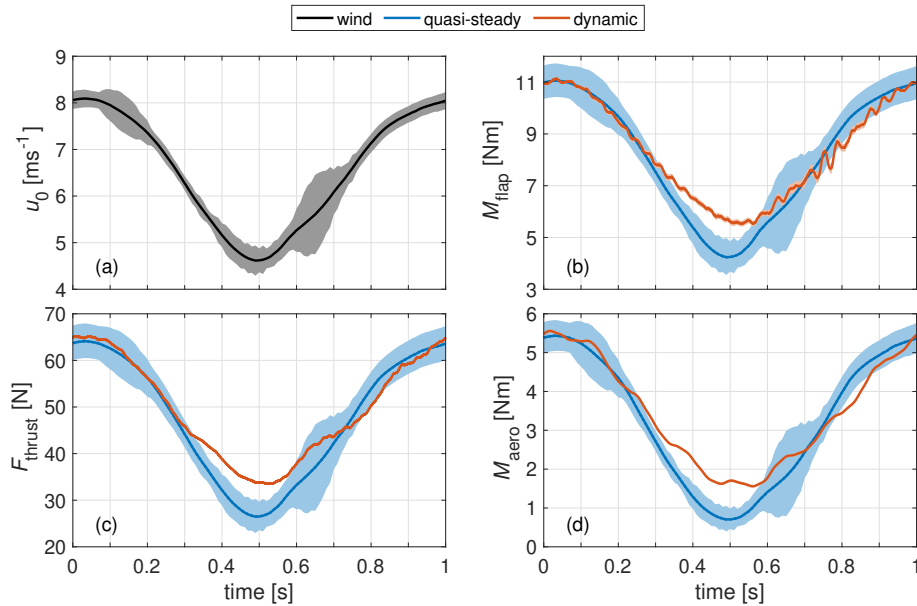 wind quasi-steady dynamic
9
8
7
6
5
4
u0 [ms-1]
(a)
11
9
7
5
3
Mflap [Nm]
(b)
70
60
50
40
30
20
Fthrust [N]
(c)
0 0.2 0.4 0.6 0.8 1
time [s]
6
5
4
3
2
1
0
Maero [Nm]
(d)
0 0.2 0.4 0.6 0.8 1
time [s]